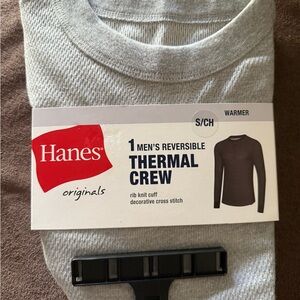 S/CH
WARMER
Hanes
originals
1 MEN'S REVERSIBLE
THERMAL
CREW
rib knit cuff
decorative cross stitch